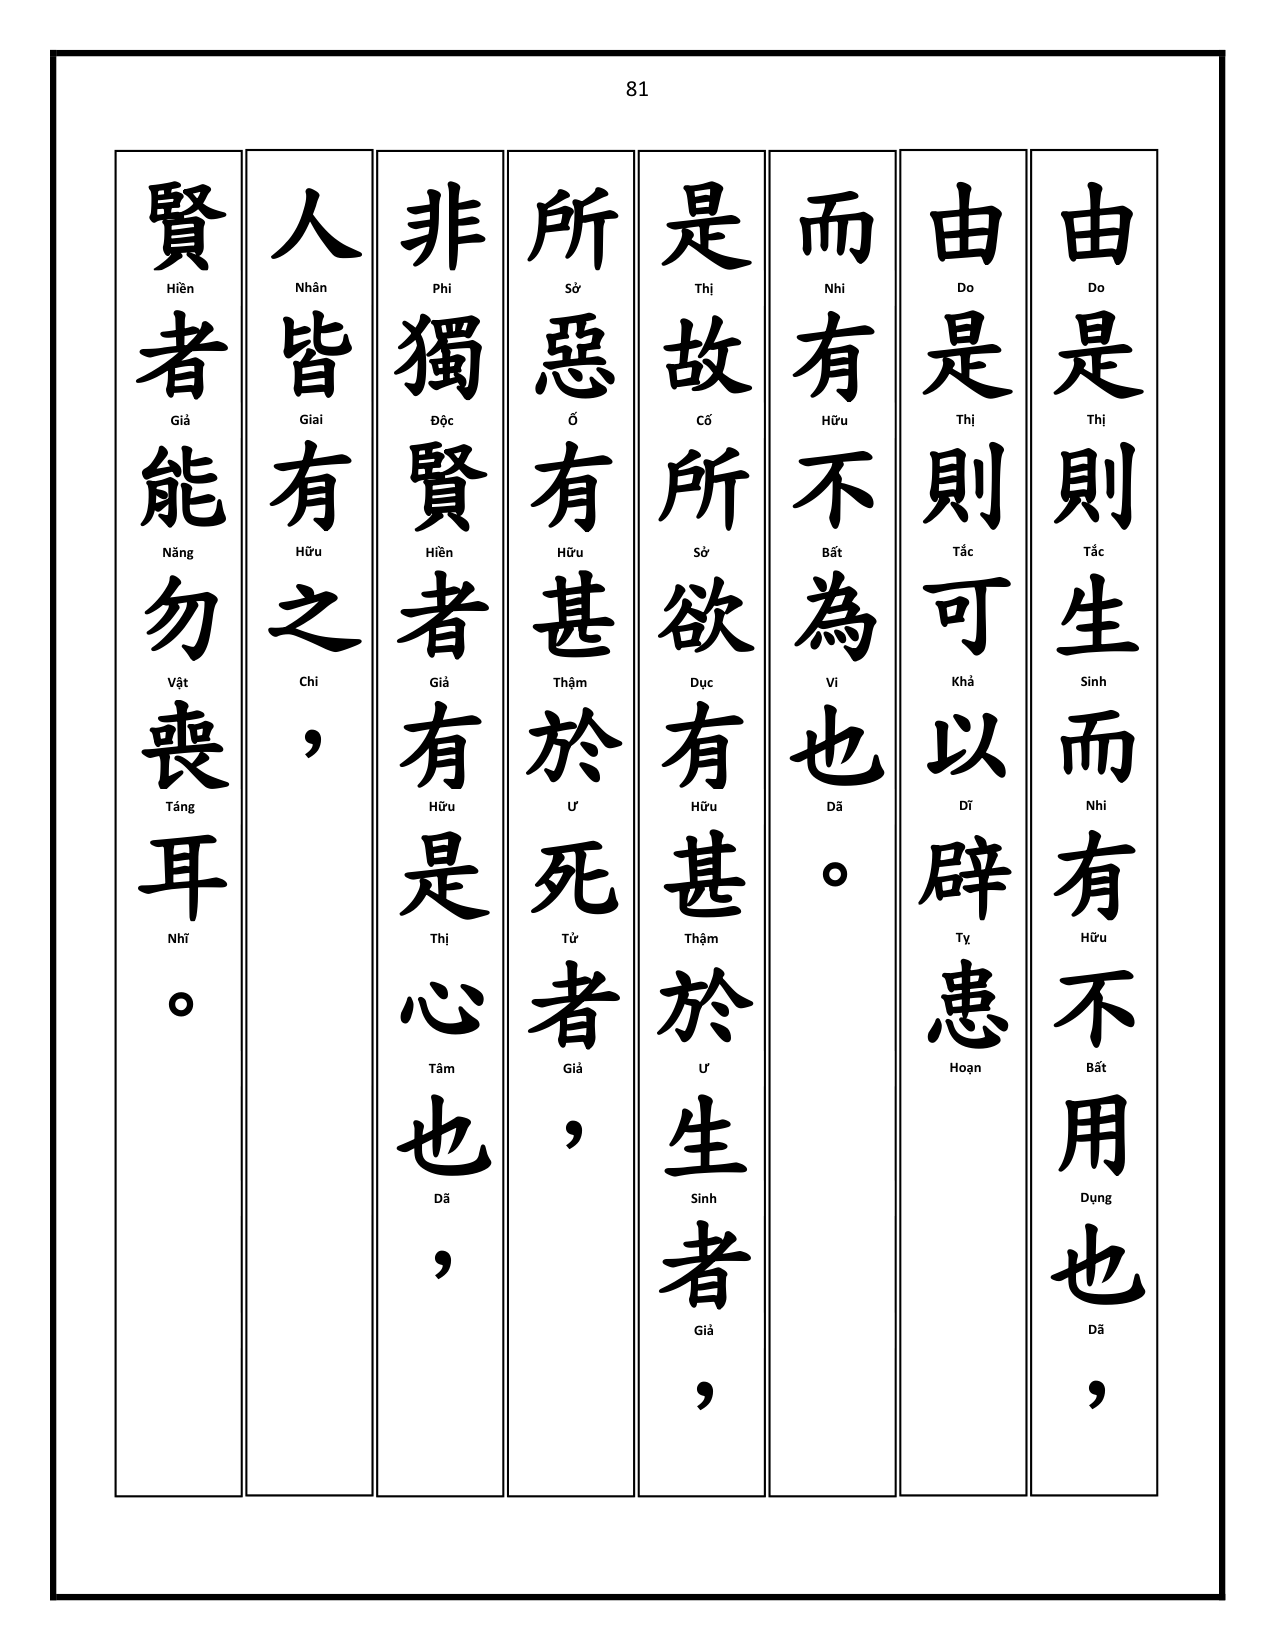 81
由是則生而有不用也，
Do Thị Tắc Sinh Nhi Hữu Bất Dụng Dã
由是則可以辟患
Do Thị Tắc Khả Dĩ Tỵ Hoạn
而有不為也。
Nhi Hữu Bất Vi Dã
是故所欲有甚於生者，
Thị Cố Sở Dục Hữu Thậm Ư Sinh Giả
所惡有甚於死者，
Sở Ố Hữu Thậm Ư Tử Giả
非獨賢者有是心也，
Phi Độc Hiền Giả Hữu Thị Tâm Dã
人皆有之，
Nhân Giai Hữu Chi
賢者能勿喪耳。
Hiền Giả Năng Vật Táng Nhĩ